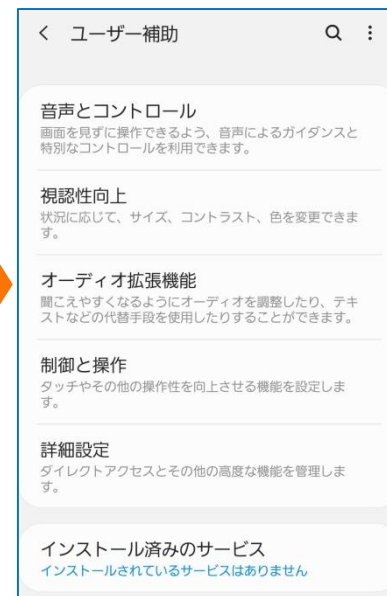 ユーザー補助
音声とコントロール
画面を見ずに操作できるよう、音声によるガイダンスと
特別なコントロールを利用できます。
視認性向上
状況に応じて、サイズ、コントラスト、色を変更できま
す。
オーディオ拡張機能
聞こえやすくなるようにオーディオを調整したり、テキ
ストなどの代替手段を使用したりすることができます。
制御と操作
タッチやその他の操作性を向上させる機能を設定しま
す。
詳細設定
ダイレクトアクセスとその他の高度な機能を管理しま
す。
インストール済みのサービス
インストールされているサービスはありません